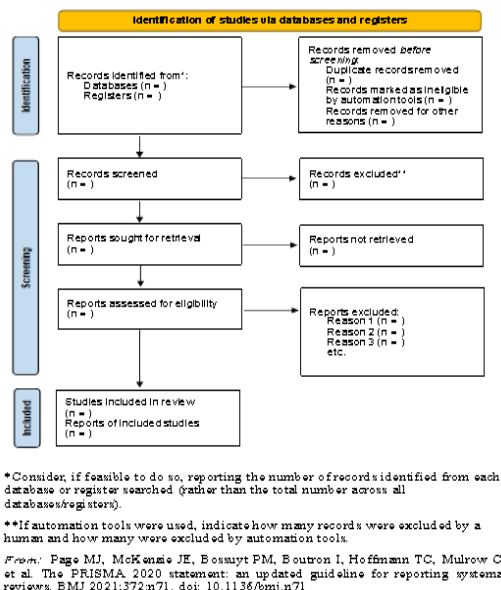 Identification of studies via databases and registers
Identification
Records identified from*:
Databases (n = )
Registers (n = )
Records removed before
screening:
Duplicate records removed
(n = )
Records marked as ineligible
by automation tools (n = )
Records removed for other
reasons (n = )
Screening
Records screened
(n = )
Records excluded**
(n = )
Reports sought for retrieval
(n = )
Reports not retrieved
(n = )
Reports assessed for eligibility
(n = )
Reports excluded:
Reason 1 (n = )
Reason 2 (n = )
Reason 3 (n = )
etc.
Included
Studies included in review
(n = )
Reports of included studies
(n = )
*Consider, if feasible to do so, reporting the number of records identified from each
database or register searched (rather than the total number across all
databases/registers).
**If automation tools were used, indicate how many records were excluded by a
human and how many were excluded by automation tools.
From: Page MJ, McKenzie JE, Bossuyt PM, Boutron I, Hoffmann TC, Mulrow C
et al. The PRISMA 2020 statement: an updated guideline for reporting systema
reviews. BMJ 2021;372:n71. doi: 10.1136/bmj.n71